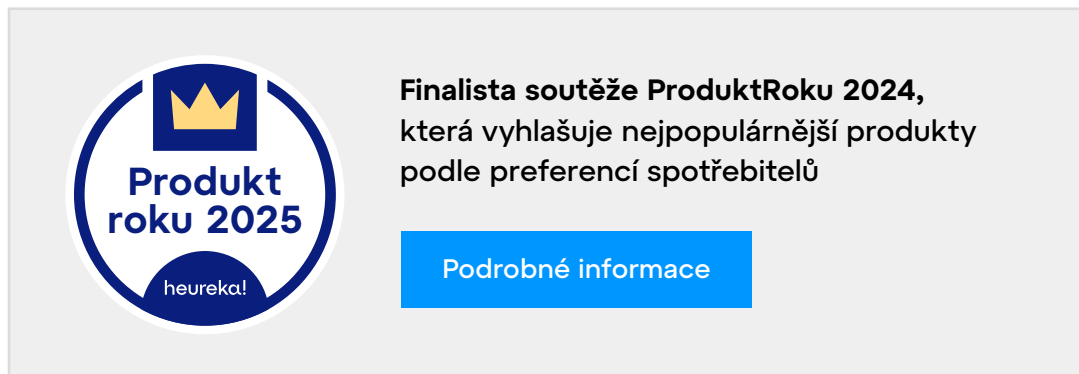 Produkt
roku 2025
heureka!
Finalista soutěže ProduktRoku 2024,
která vyhlašuje nejpopulárnější produkty
podle preferencí spotřebitelů
Podrobné informace